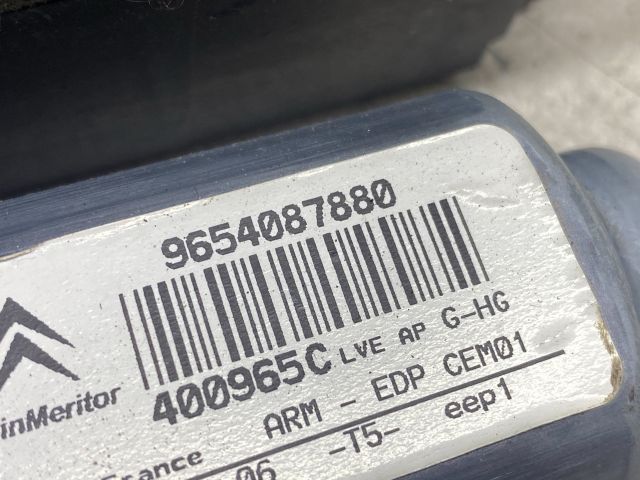 9654087880
400965C LVE AP G-HG
inMeritor ARM - EDP CEM01
France 06 -T5- eep1